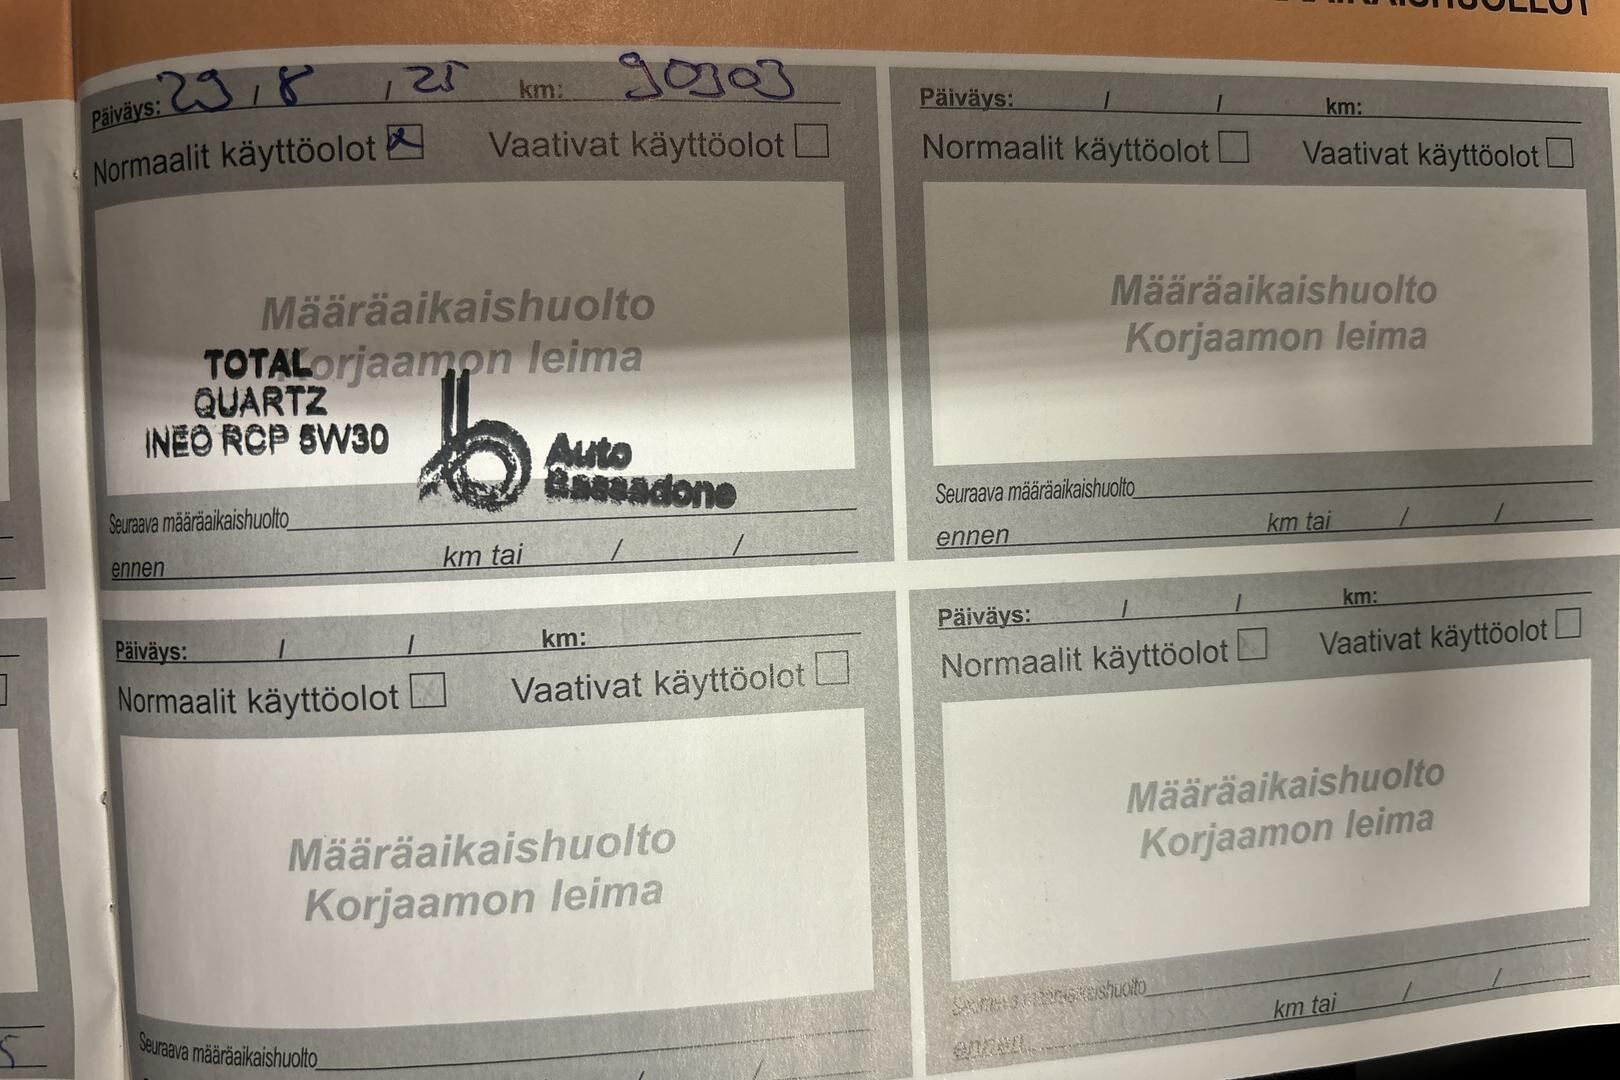 Päiväys: 29 / 8 / 25 km: 90303
Normaalit käyttöolot x Vaativat käyttöolot
Määräaikaishuolto
Korjaamon leima
TOTAL
QUARTZ
INEO RCP 5W30
Auto
Bassadone
Seuraava määräaikaishuolto
ennen km tai / /
Päiväys: / / km:
Normaalit käyttöolot Vaativat käyttöolot
Määräaikaishuolto
Korjaamon leima
Seuraava määräaikaishuolto
ennen km tai / /
Päiväys: / / km:
Normaalit käyttöolot Vaativat käyttöolot
Määräaikaishuolto
Korjaamon leima
Seuraava määräaikaishuolto
Päiväys: / / km:
Normaalit käyttöolot Vaativat käyttöolot
Määräaikaishuolto
Korjaamon leima
Seuraava määräaikaishuolto
ennen km tai / /